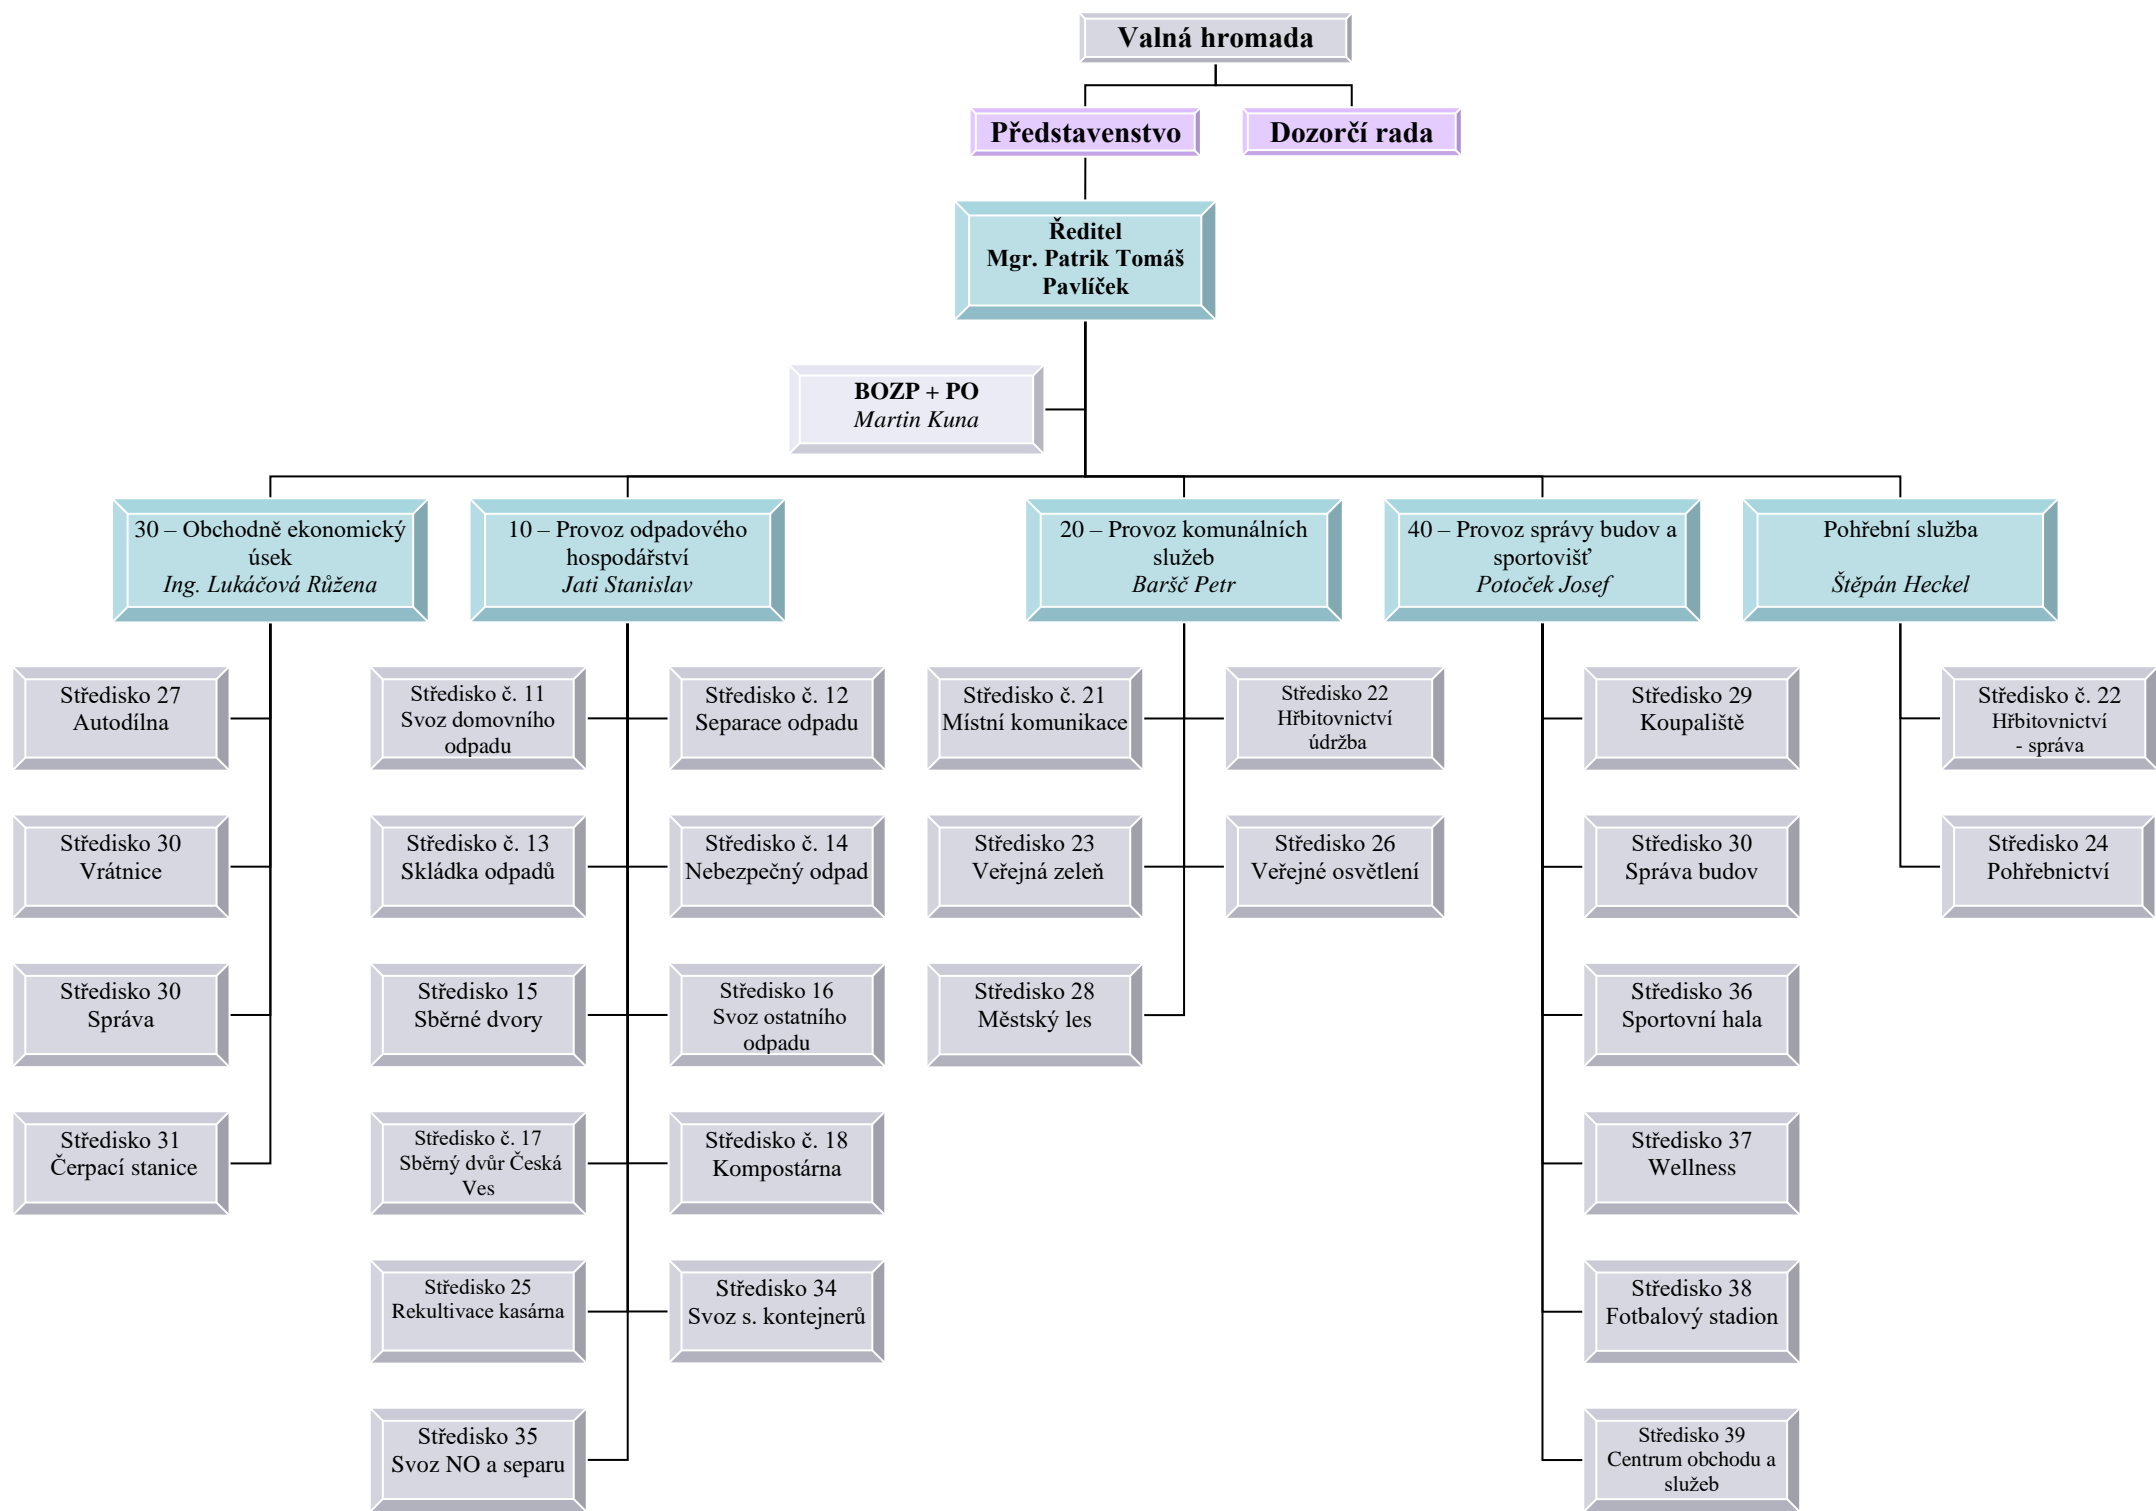 Valná hromada
Představenstvo
Dozorčí rada
Ředitel
Mgr. Patrik Tomáš
Pavlíček
BOZP + PO
Martin Kuna
30 – Obchodně ekonomický
úsek
Ing. Lukáčová Růžena
10 – Provoz odpadového
hospodářství
Jati Stanislav
20 – Provoz komunálních
služeb
Baršč Petr
40 – Provoz správy budov a
sportovišť
Potoček Josef
Pohřební služba
Štěpán Heckel
Středisko 27
Autodílna
Středisko č. 11
Svoz domovního
odpadu
Středisko č. 12
Separace odpadu
Středisko č. 21
Místní komunikace
Středisko 22
Hřbitovnictví
údržba
Středisko 29
Koupaliště
Středisko č. 22
Hřbitovnictví
- správa
Středisko 30
Vrátnice
Středisko č. 13
Skládka odpadů
Středisko č. 14
Nebezpečný odpad
Středisko 23
Veřejná zeleň
Středisko 26
Veřejné osvětlení
Středisko 30
Správa budov
Středisko 24
Pohřebnictví
Středisko 30
Správa
Středisko 15
Sběrné dvory
Středisko 16
Svoz ostatního
odpadu
Středisko 28
Městský les
Středisko 36
Sportovní hala
Středisko 31
Čerpací stanice
Středisko č. 17
Sběrný dvůr Česká
Ves
Středisko č. 18
Kompostárna
Středisko 37
Wellness
Středisko 25
Rekultivace kasárna
Středisko 34
Svoz s. kontejnerů
Středisko 38
Fotbalový stadion
Středisko 35
Svoz NO a separu
Středisko 39
Centrum obchodu a
služeb